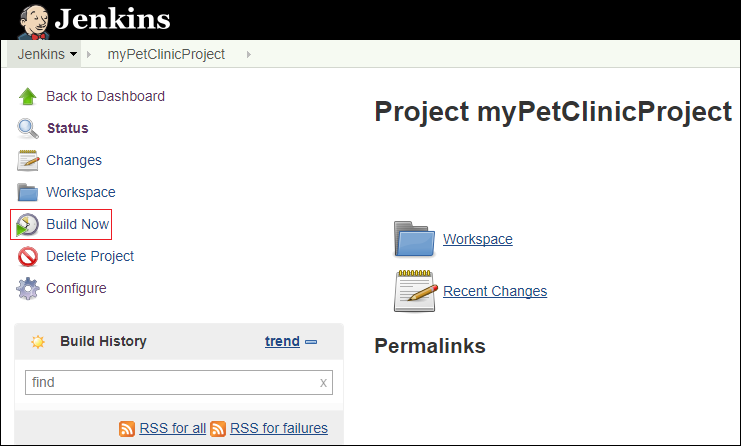 Jenkins
Jenkins myPetClinicProject
Back to Dashboard
Status
Changes
Workspace
Build Now
Delete Project
Configure
Build History trend
find x
RSS for all RSS for failures
Project myPetClinicProject
Workspace
Recent Changes
Permalinks